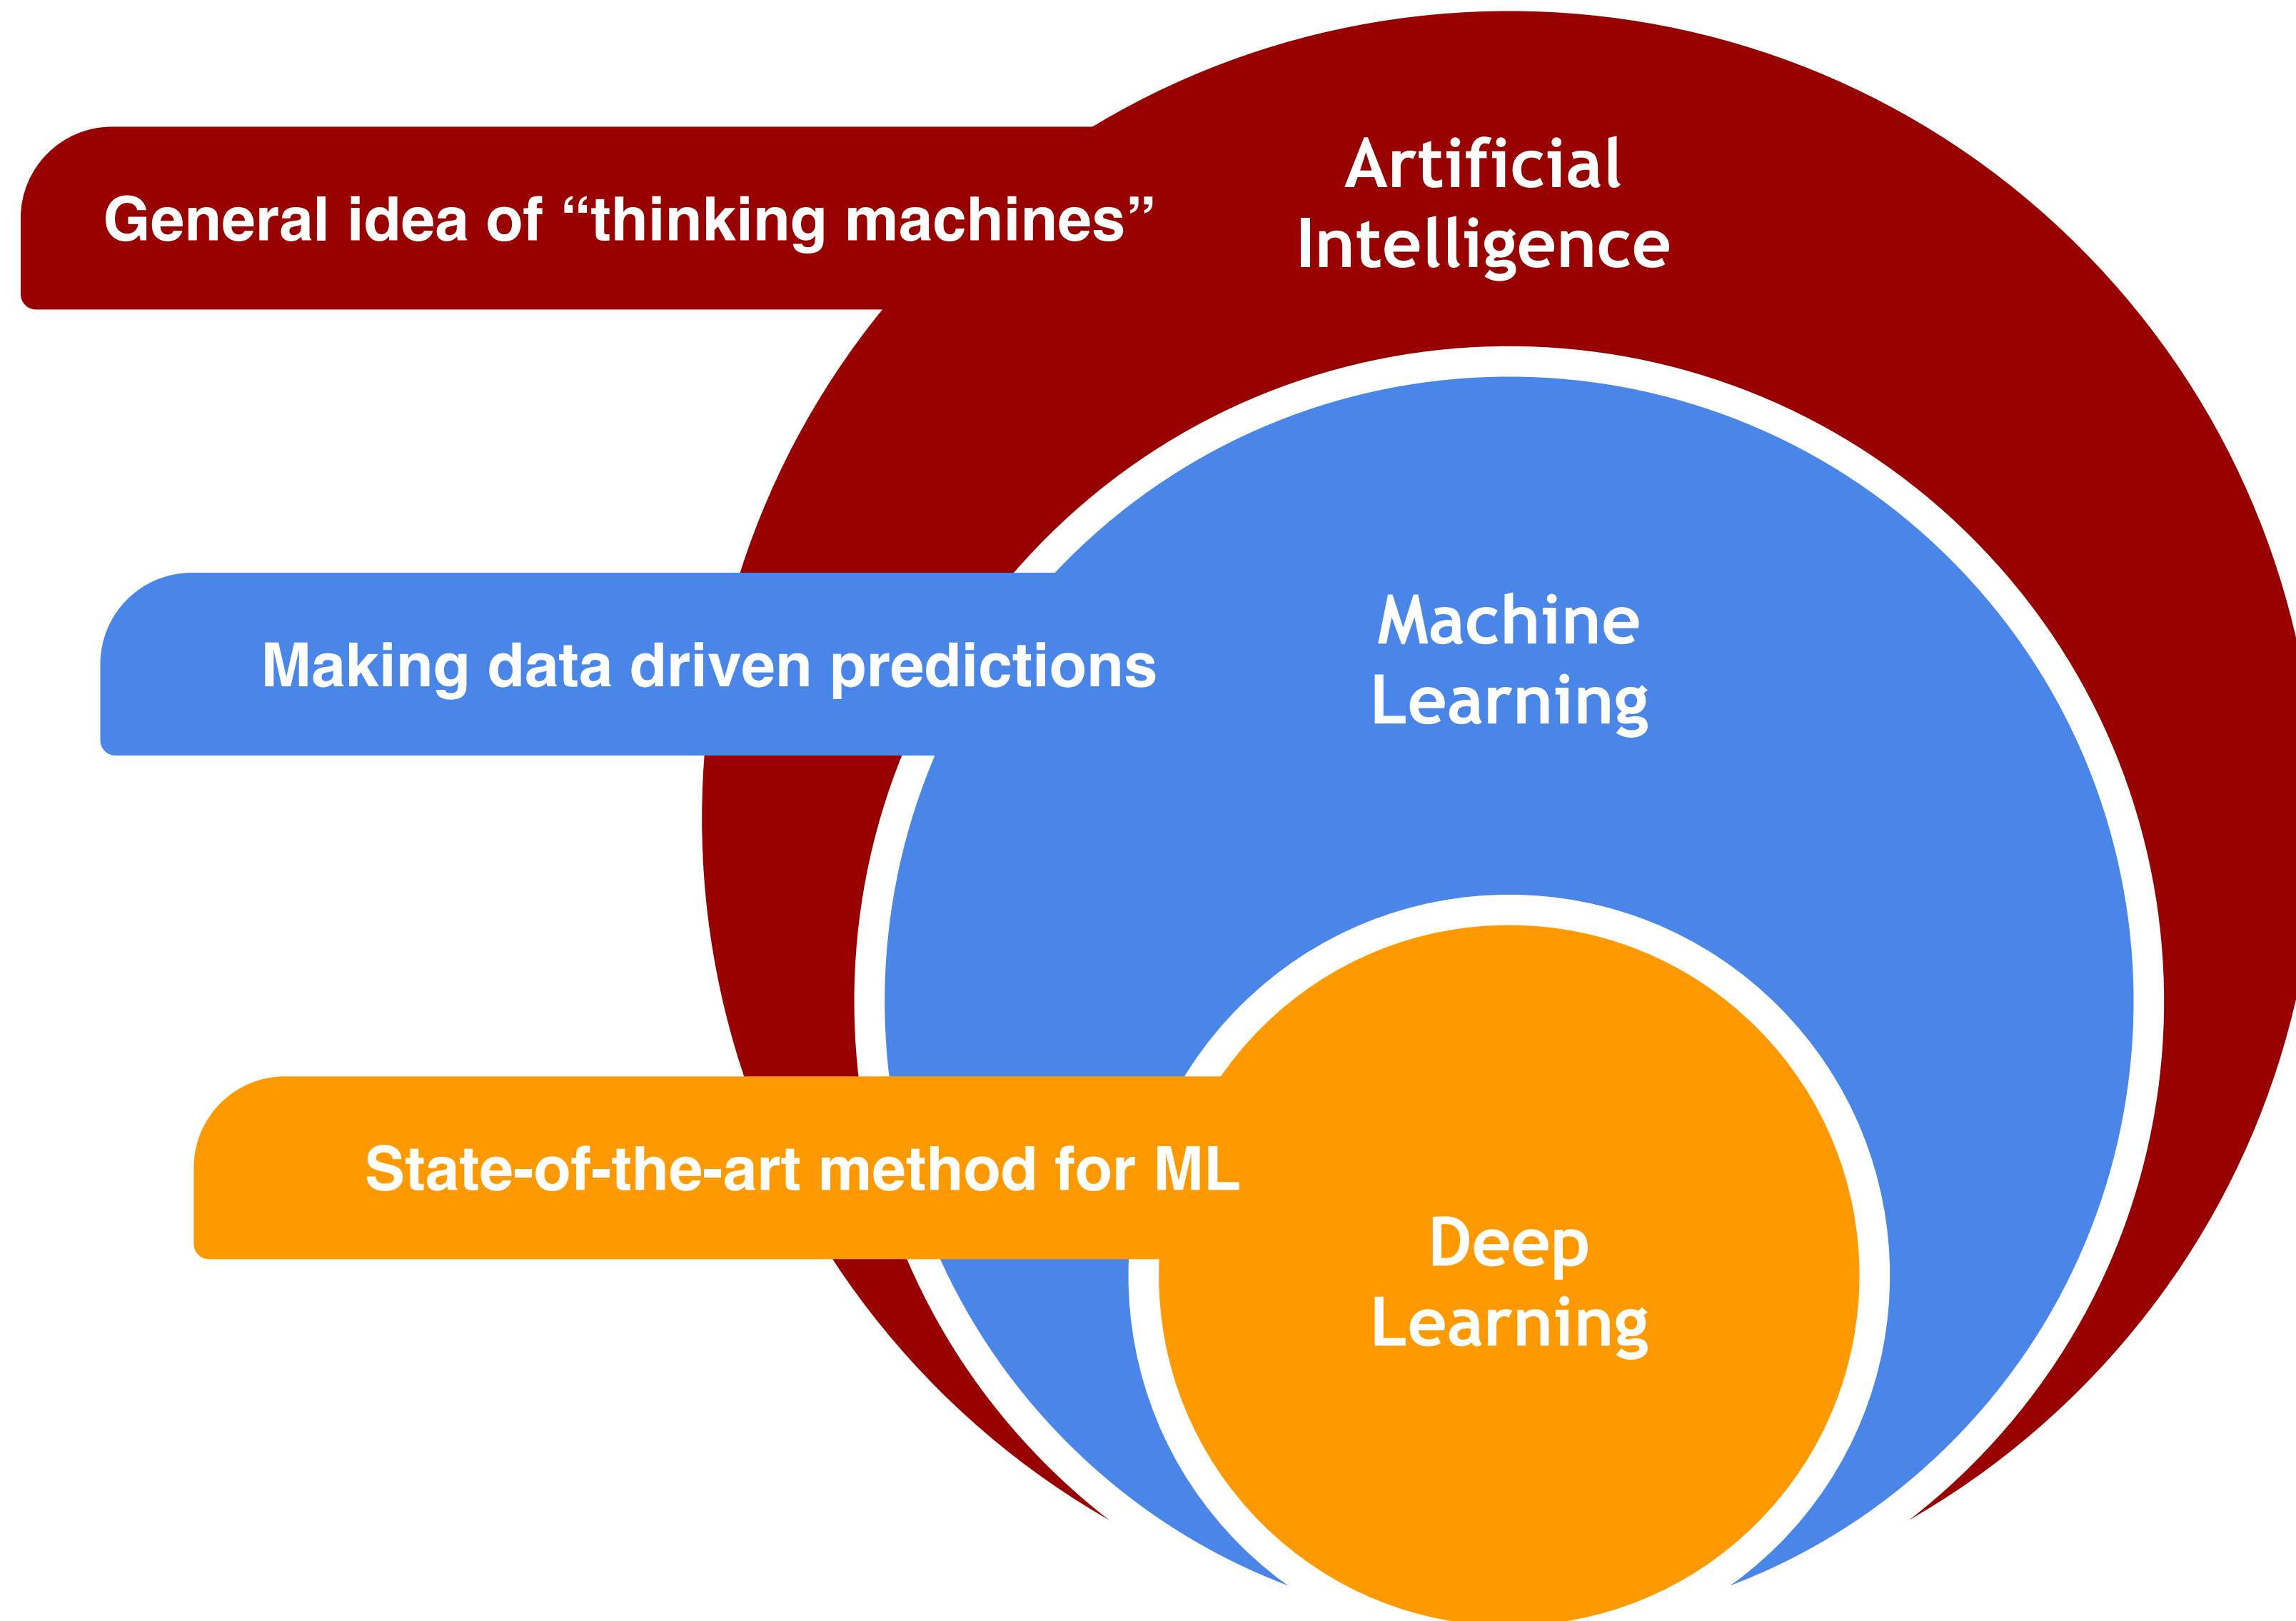 General idea of “thinking machines”
Artificial
Intelligence
Making data driven predictions
Machine
Learning
State-of-the-art method for ML
Deep
Learning